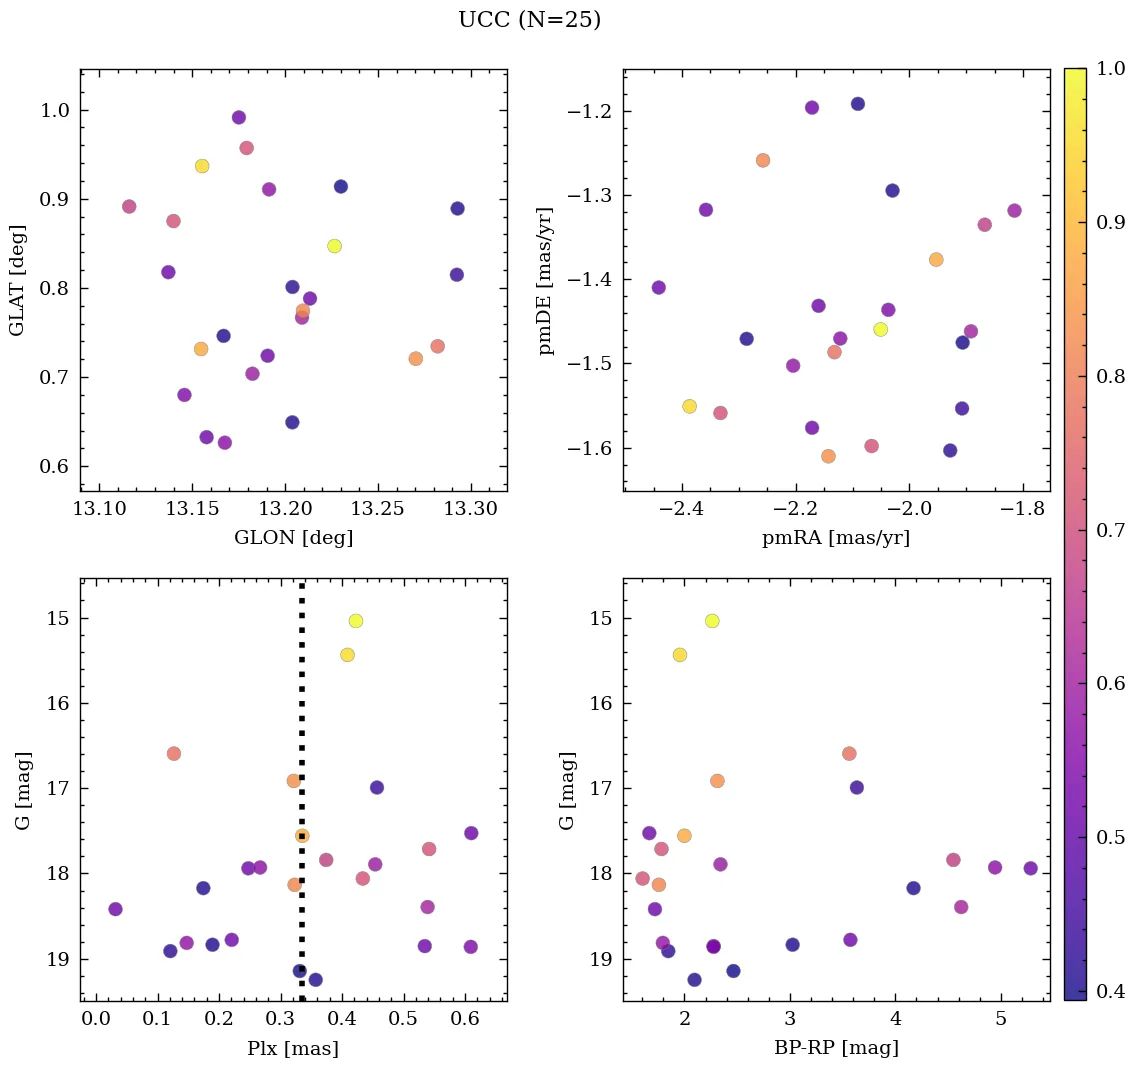 UCC (N=25)
1.0
0.9
0.8
0.7
0.6
GLAT [deg]
13.10 13.15 13.20 13.25 13.30
GLON [deg]
−1.2
−1.3
−1.4
−1.5
−1.6
pmDE [mas/yr]
−2.4 −2.2 −2.0 −1.8
pmRA [mas/yr]
15
16
17
18
19
G [mag]
0.0 0.1 0.2 0.3 0.4 0.5 0.6
Plx [mas]
15
16
17
18
19
G [mag]
2 3 4 5
BP-RP [mag]
1.0
0.9
0.8
0.7
0.6
0.5
0.4